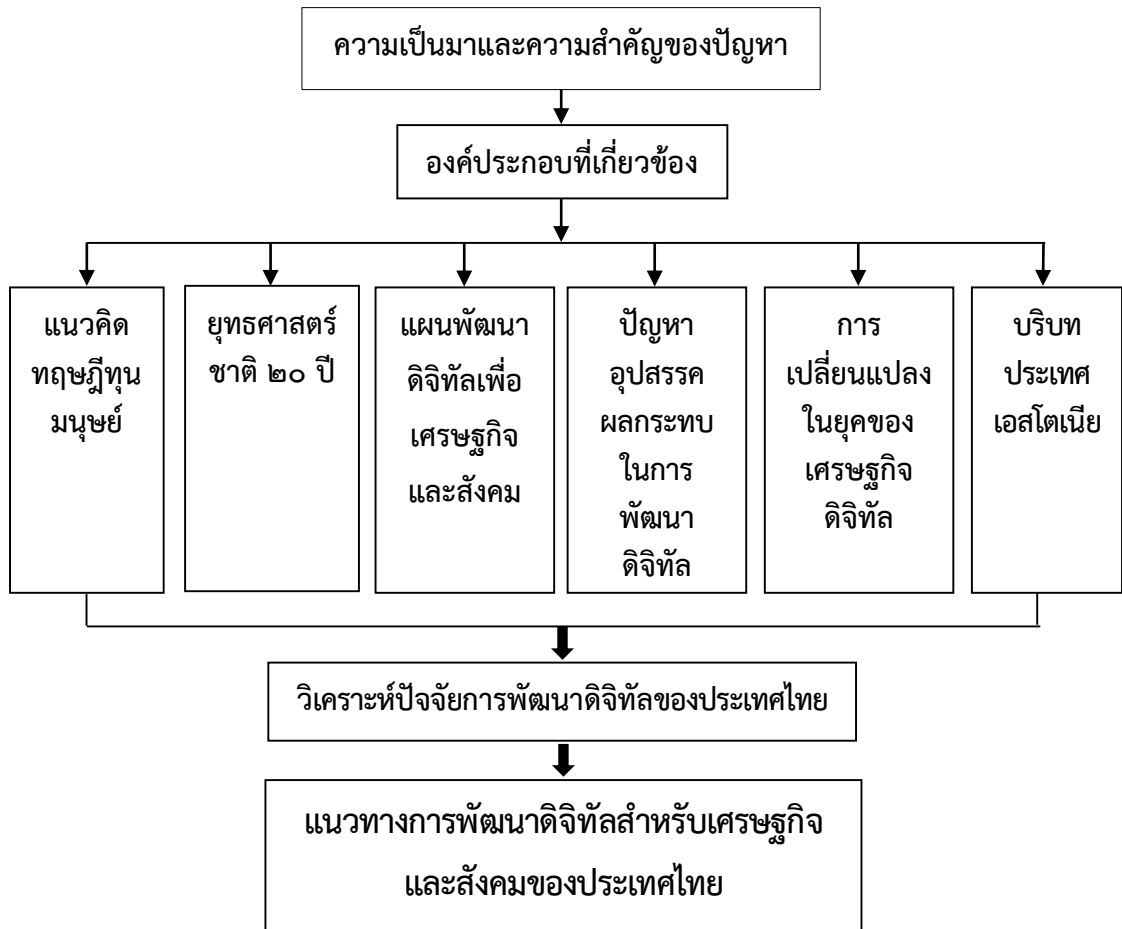 ความเป็นมาและความสำคัญของปัญหา
องค์ประกอบที่เกี่ยวข้อง
แนวคิด
ทฤษฎีทุน
มนุษย์
ยุทธศาสตร์
ชาติ ๒๐ ปี
แผนพัฒนา
ดิจิทัลเพื่อ
เศรษฐกิจ
และสังคม
ปัญหา
อุปสรรค
ผลกระทบ
ในการ
พัฒนา
ดิจิทัล
การ
เปลี่ยนแปลง
ในยุคของ
เศรษฐกิจ
ดิจิทัล
บริบท
ประเทศ
เอสโตเนีย
วิเคราะห์ปัจจัยการพัฒนาดิจิทัลของประเทศไทย
แนวทางการพัฒนาดิจิทัลสำหรับเศรษฐกิจ
และสังคมของประเทศไทย